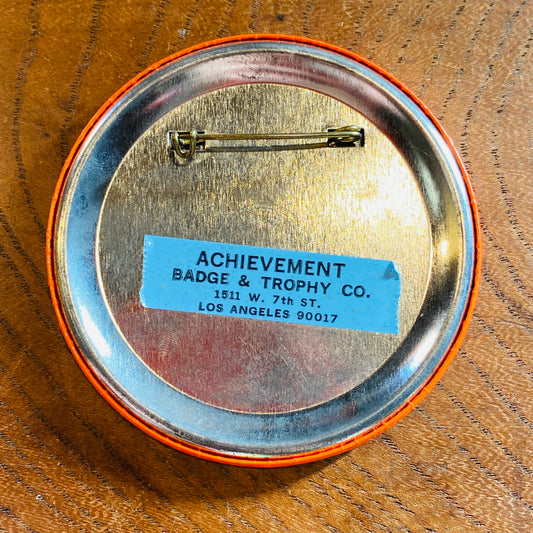 ACHIEVEMENT
BADGE & TROPHY CO.
1511 W. 7th ST.
LOS ANGELES 90017